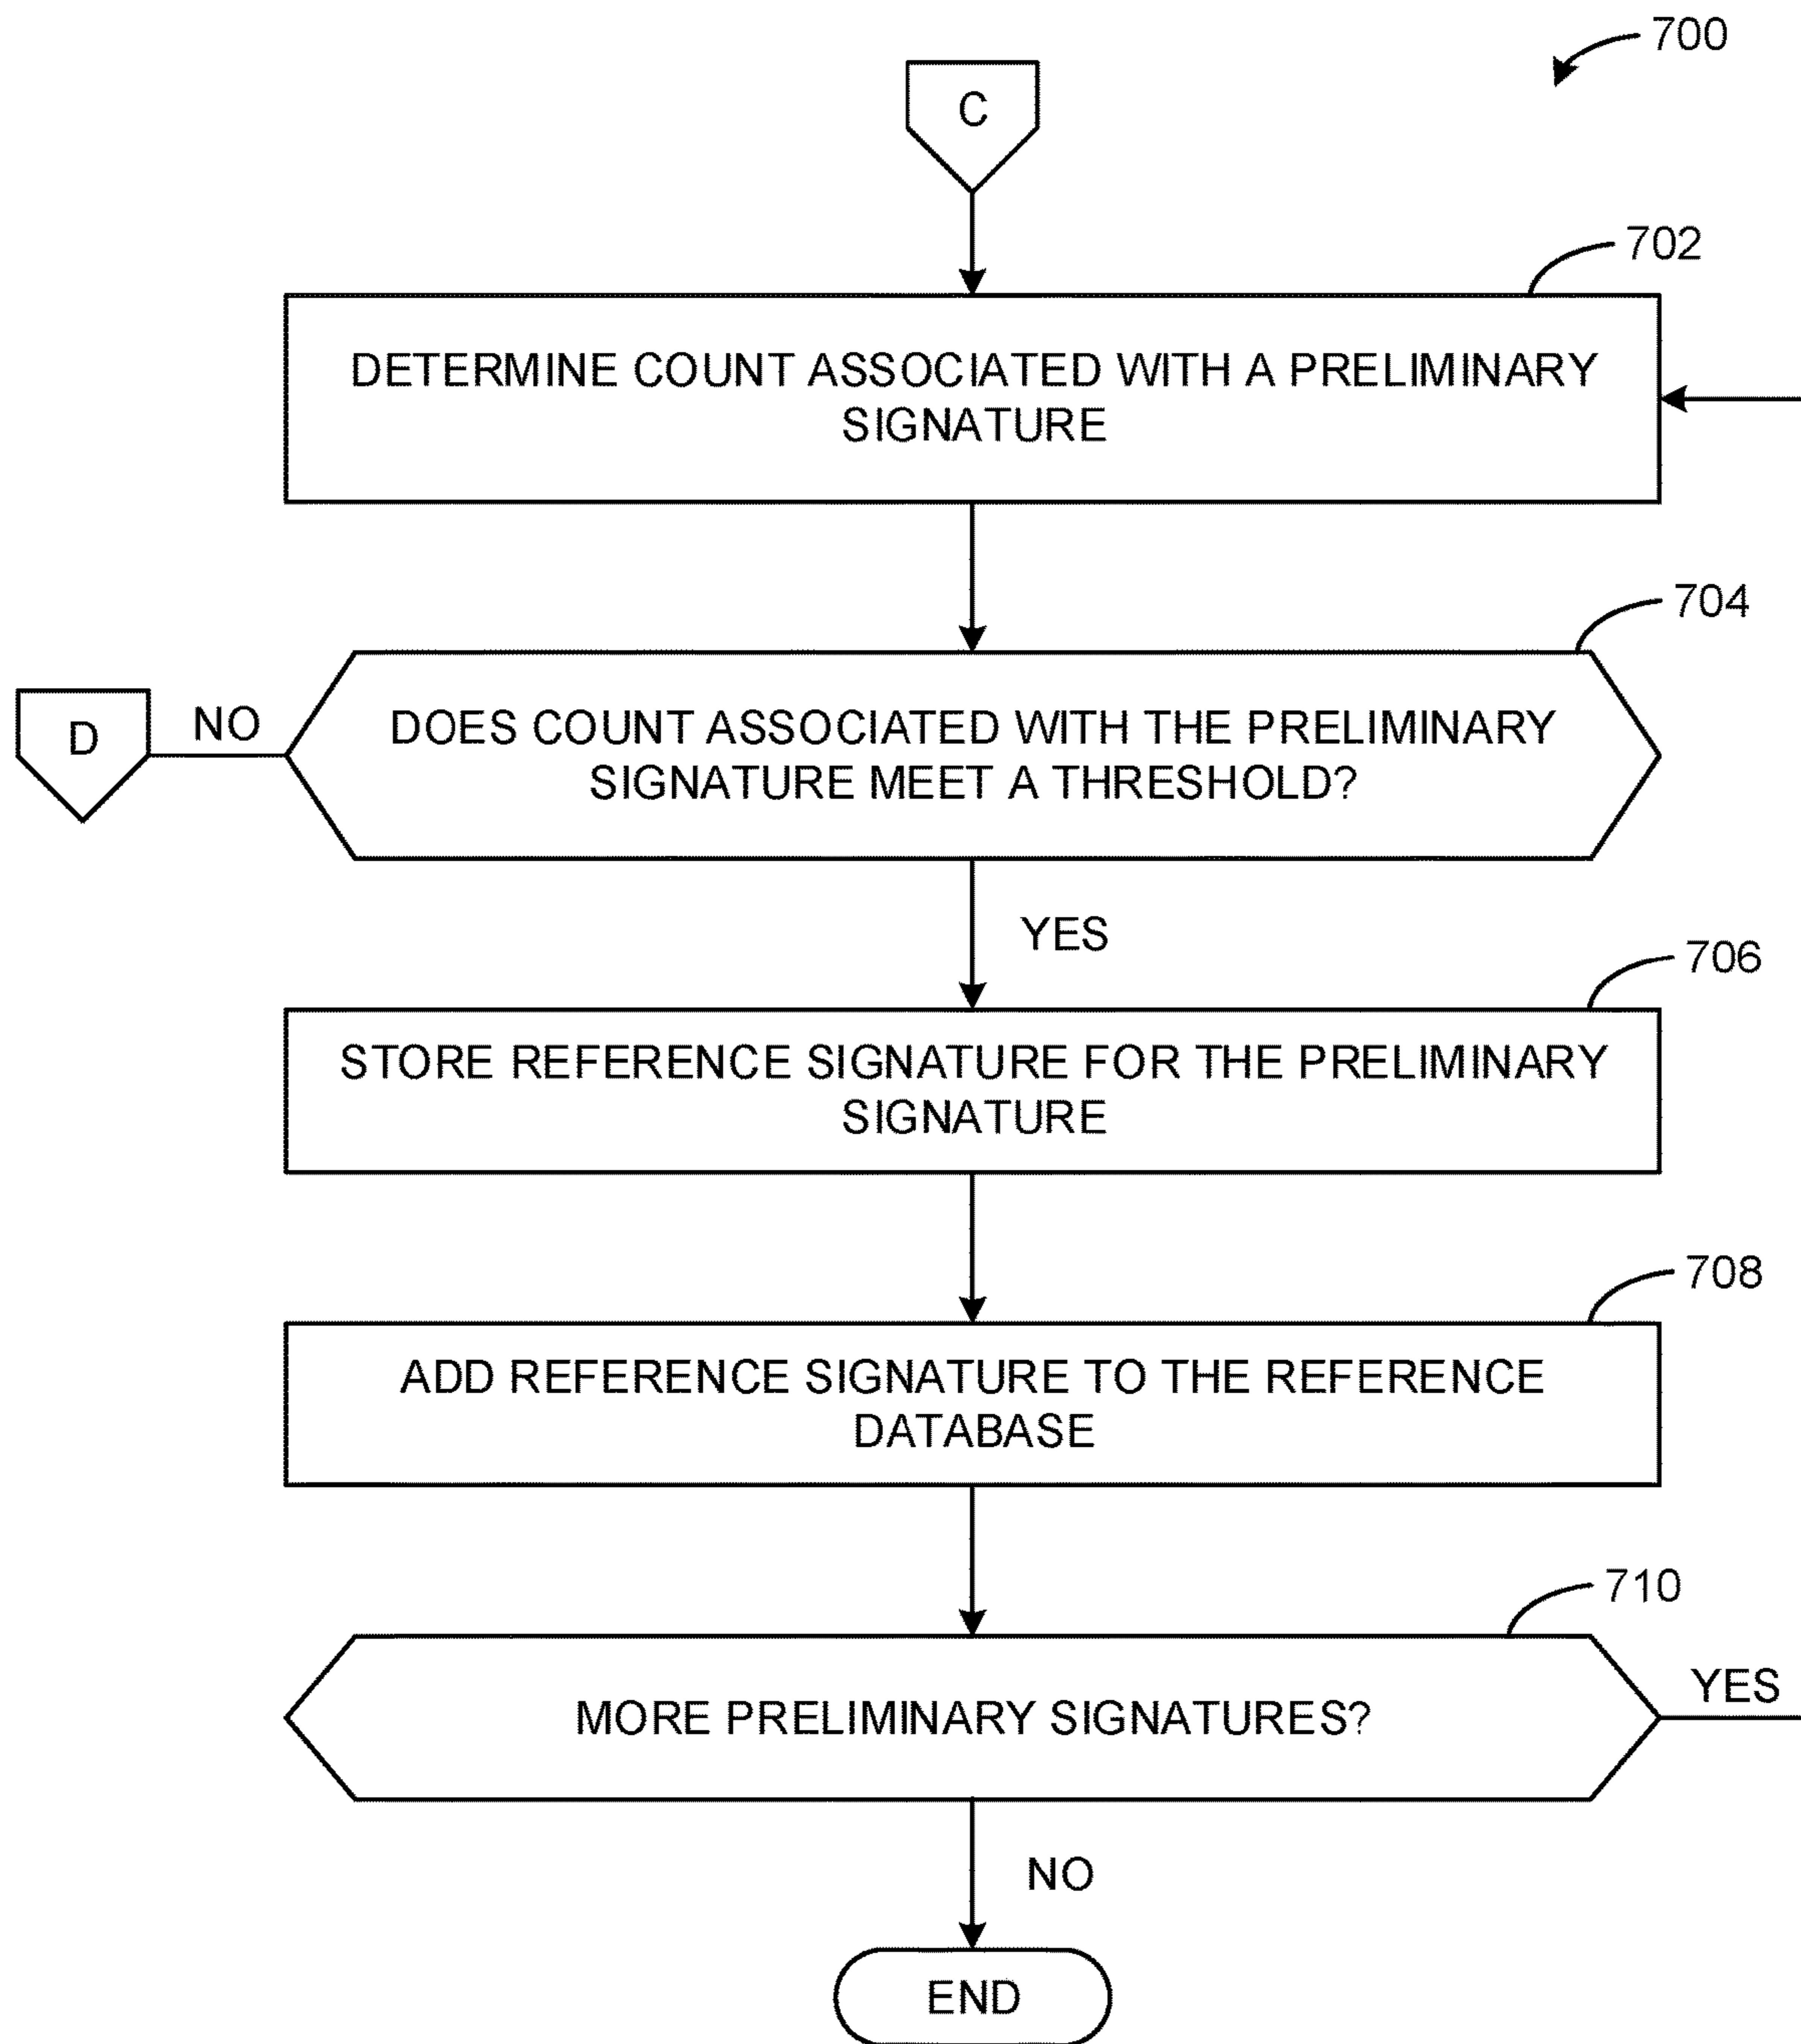 700
C
702
DETERMINE COUNT ASSOCIATED WITH A PRELIMINARY
SIGNATURE
704
D
NO
DOES COUNT ASSOCIATED WITH THE PRELIMINARY
SIGNATURE MEET A THRESHOLD?
YES
706
STORE REFERENCE SIGNATURE FOR THE PRELIMINARY
SIGNATURE
708
ADD REFERENCE SIGNATURE TO THE REFERENCE
DATABASE
710
MORE PRELIMINARY SIGNATURES?
YES
NO
END